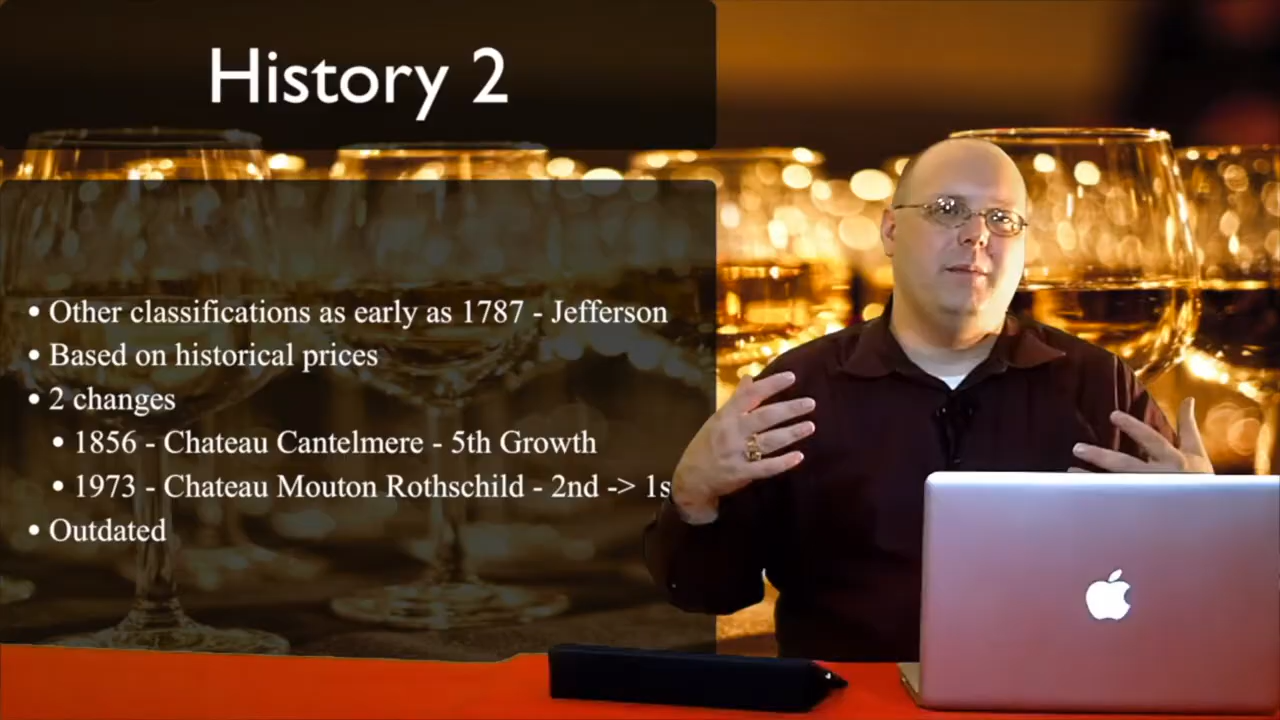 History 2
• Other classifications as early as 1787 - Jefferson
• Based on historical prices
• 2 changes
• 1856 - Chateau Cantelmere - 5th Growth
• 1973 - Chateau Mouton Rothschild - 2nd -> 1s
• Outdated